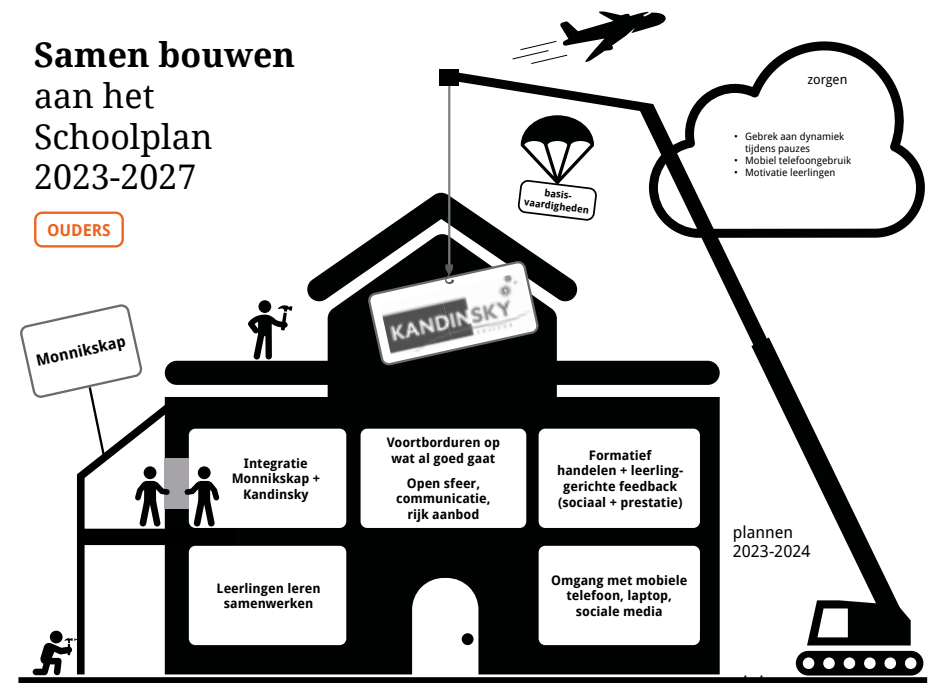 Samen bouwen
aan het
Schoolplan
2023-2027
OUDERS
zorgen
• Gebrek aan dynamiek
tijdens pauzes
• Mobiel telefoongebruik
• Motivatie leerlingen
basis-
vaardigheden
KANDINSKY
Monnikskap
Integratie
Monnikskap +
Kandinsky
Voortborduren op
wat al goed gaat
Open sfeer,
communicatie,
rijk aanbod
Formatief
handelen + leerling-
gerichte feedback
(sociaal + prestatie)
Leerlingen leren
samenwerken
Omgang met mobiele
telefoon, laptop,
sociale media
plannen
2023-2024